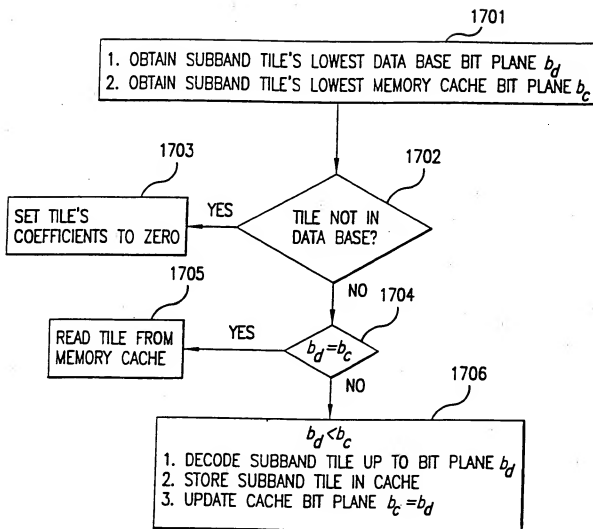 1701
1. OBTAIN SUBBAND TILE'S LOWEST DATA BASE BIT PLANE b_d
2. OBTAIN SUBBAND TILE'S LOWEST MEMORY CACHE BIT PLANE b_c
1703
1702
SET TILE'S
COEFFICIENTS TO ZERO
YES
TILE NOT IN
DATA BASE?
1705
NO
1704
READ TILE FROM
MEMORY CACHE
YES
b_d=b_c
NO
1706
b_d<b_c
1. DECODE SUBBAND TILE UP TO BIT PLANE b_d
2. STORE SUBBAND TILE IN CACHE
3. UPDATE CACHE BIT PLANE b_c=b_d